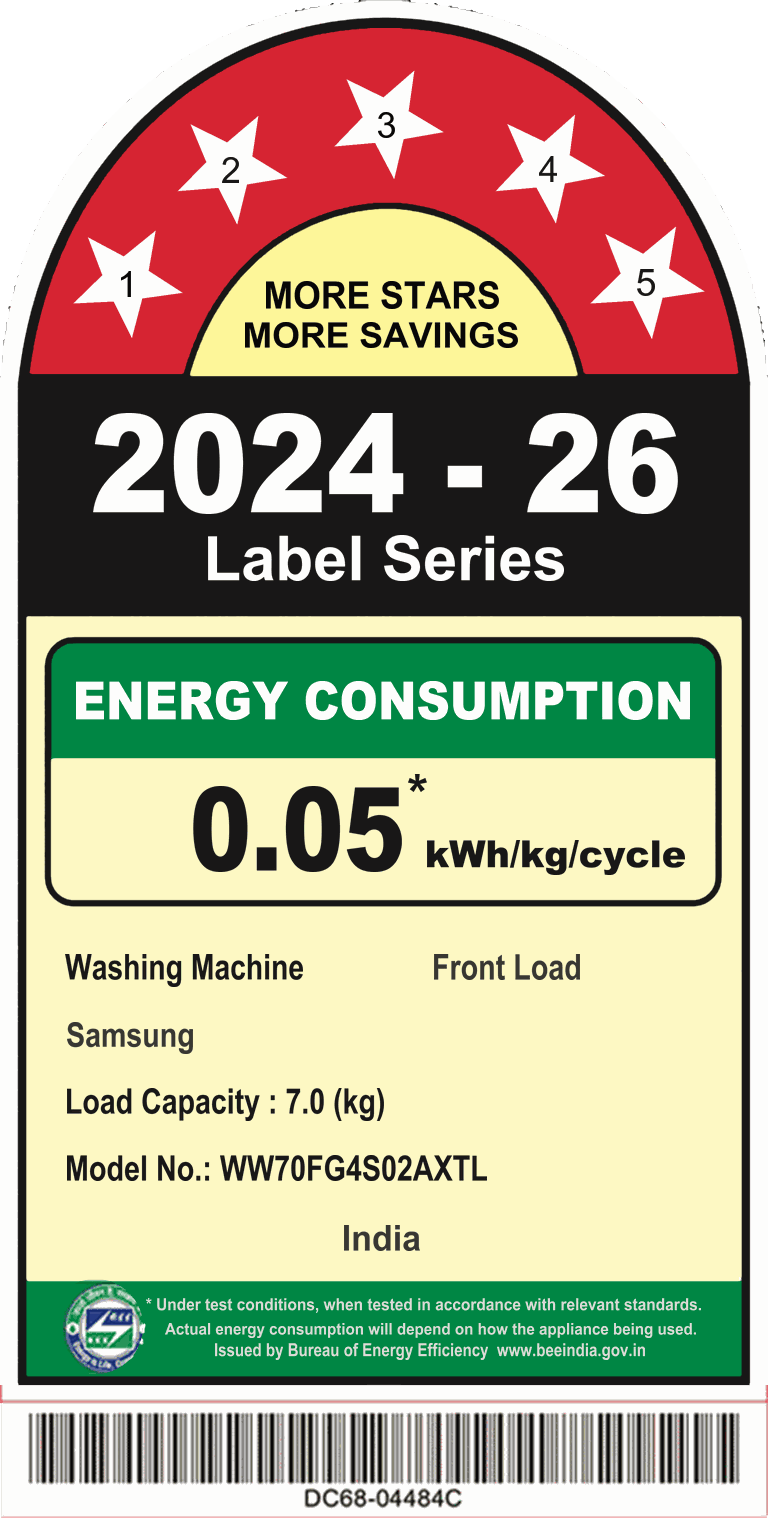 1
2
3
4
5
MORE STARS
MORE SAVINGS
2024 - 26
Label Series
ENERGY CONSUMPTION
0.05* kWh/kg/cycle
Washing Machine Front Load
Samsung
Load Capacity : 7.0 (kg)
Model No.: WW70FG4S02AXTL
India
* Under test conditions, when tested in accordance with relevant standards.
Actual energy consumption will depend on how the appliance being used.
Issued by Bureau of Energy Efficiency www.beeindia.gov.in
DC68-04484C